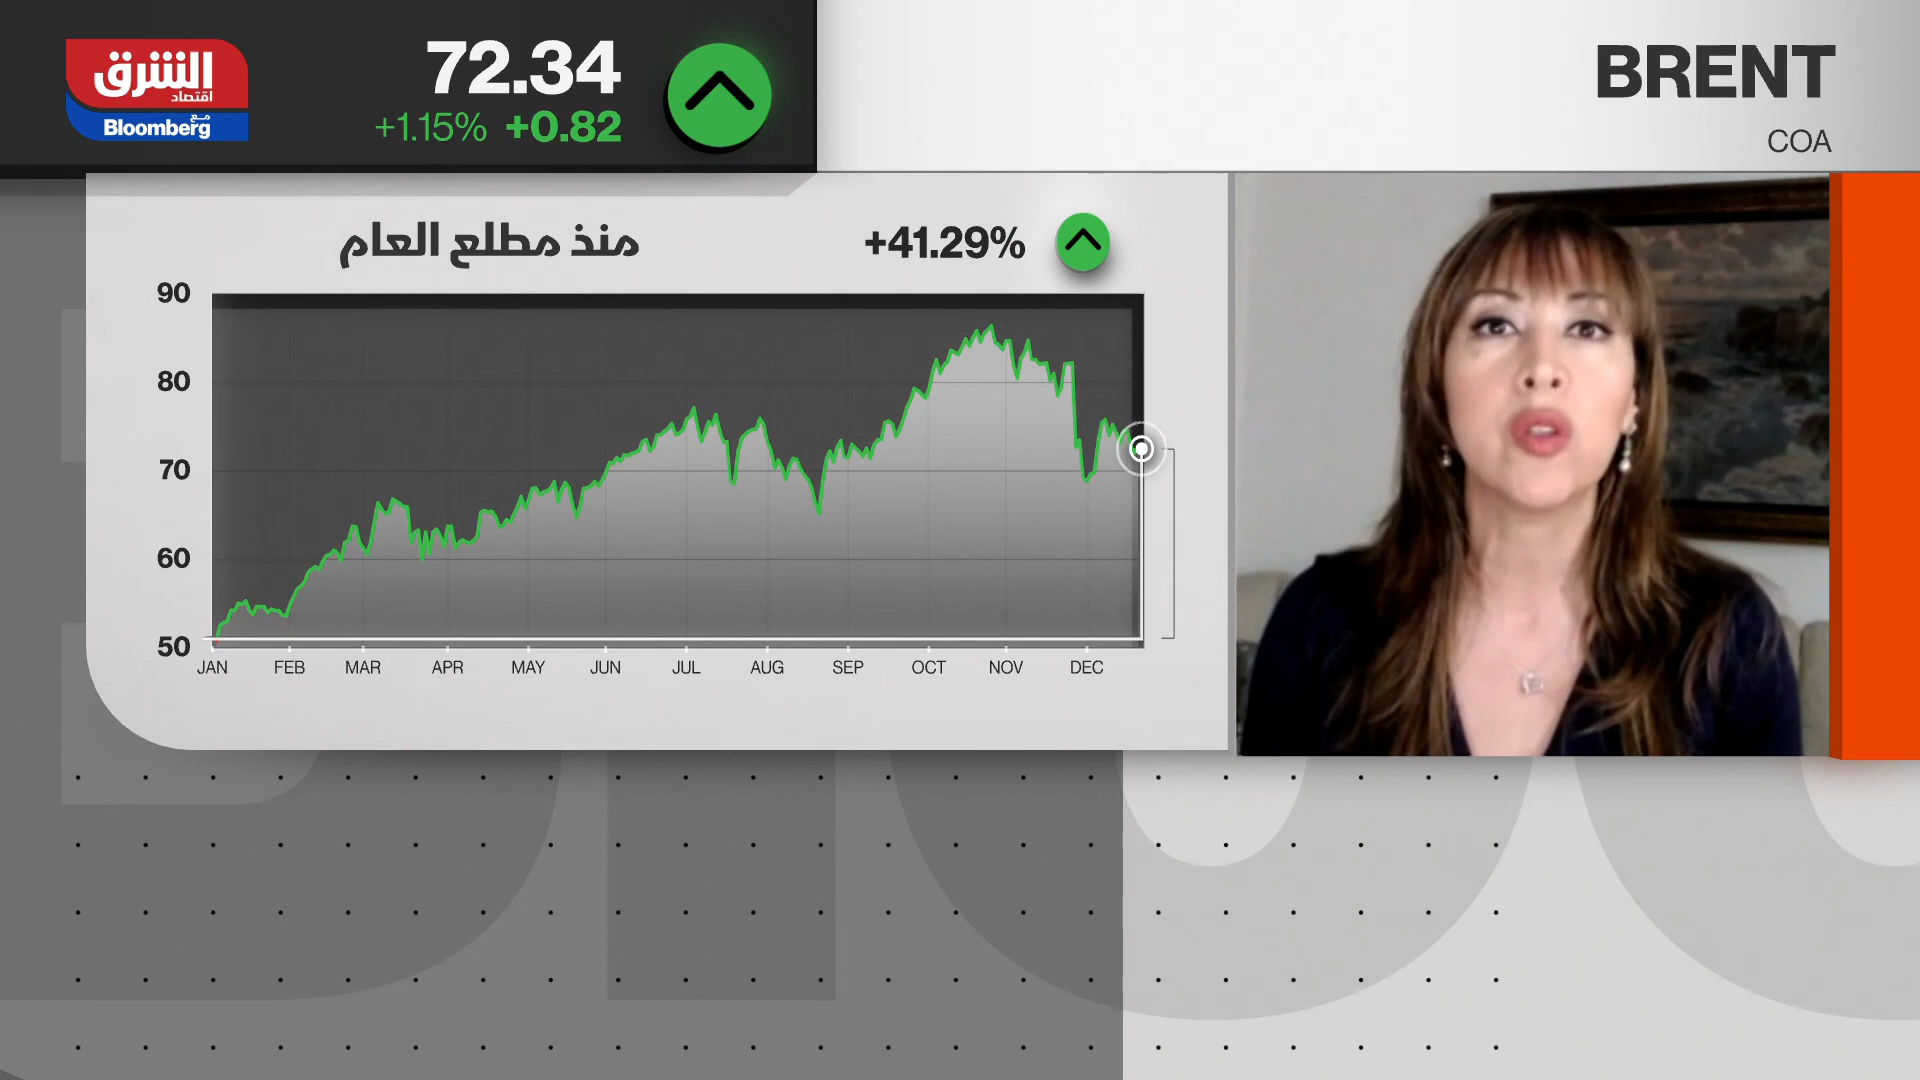 الشرق
اقتصاد
مع
Bloomberg
72.34
+1.15% +0.82
BRENT
COA
منذ مطلع العام
+41.29%
90
80
70
60
50
JAN FEB MAR APR MAY JUN JUL AUG SEP OCT NOV DEC